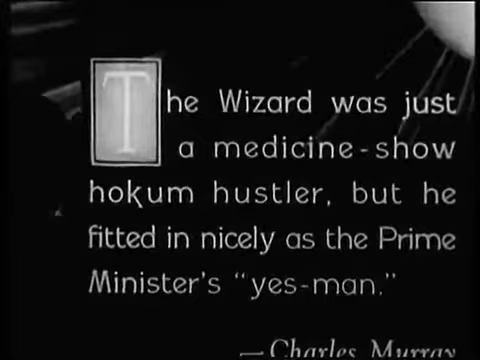 The Wizard was just
a medicine-show
hokum hustler, but he
fitted in nicely as the Prime
Minister's "yes-man."
—Charles Murray